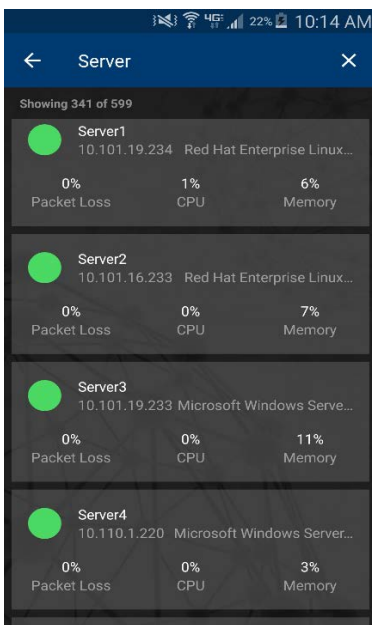 4G 22% 10:14 AM
Server
Showing 341 of 599
Server1
10.101.19.234 Red Hat Enterprise Linux...
0% 1% 6%
Packet Loss CPU Memory
Server2
10.101.16.233 Red Hat Enterprise Linux...
0% 0% 7%
Packet Loss CPU Memory
Server3
10.101.19.233 Microsoft Windows Serve...
0% 0% 11%
Packet Loss CPU Memory
Server4
10.110.1.220 Microsoft Windows Server...
0% 0% 3%
Packet Loss CPU Memory